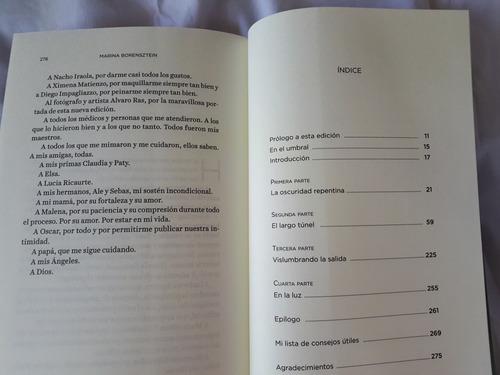 276
MARINA BORENSZTEIN
A Nacho Iraola, por darme casi todos los gustos.
A Ximena Matienzo, por maquillarme siempre tan bien y
a Diego Impagliazzo, por peinarme siempre tan bien.
Al fotógrafo y artista Alvaro Ras, por la maravillosa por-
tada de esta nueva edición.
A todos los médicos y personas que me atendieron. A los
que lo hicieron bien y a los que no tanto. Todos fueron mis
maestros.
A todos los que me mimaron y me cuidaron, ellos saben.
A mis amigas, todas.
A mis primas Claudia y Paty.
A Elsa.
A Lucia Ricaurte.
A mis hermanos, Ale y Sebas, mi sostén incondicional.
A mi mamá, por su fortaleza y su amor.
A Malena, por su paciencia y su compresión durante todo
el proceso. Por su amor. Por estar en mi vida.
A Oscar, por todo y por permitirme publicar nuestra in-
timidad.
A papá, que me sigue cuidando.
A mis Ángeles.
A Dios.
ÍNDICE
Prólogo a esta edición 11
En el umbral 15
Introducción 17
PRIMERA PARTE
La oscuridad repentina 21
SEGUNDA PARTE
El largo túnel 59
TERCERA PARTE
Vislumbrando la salida 225
CUARTA PARTE
En la luz 255
Epílogo 261
Mi lista de consejos útiles 269
Agradecimientos 275